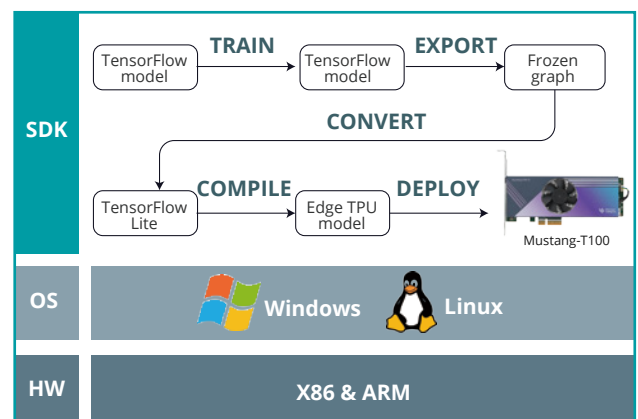 TRAIN
EXPORT
TensorFlow
model
TensorFlow
model
Frozen
graph
SDK
CONVERT
COMPILE
DEPLOY
TensorFlow
Lite
Edge TPU
model
Mustang-T100
OS
Windows
Linux
HW
X86 & ARM